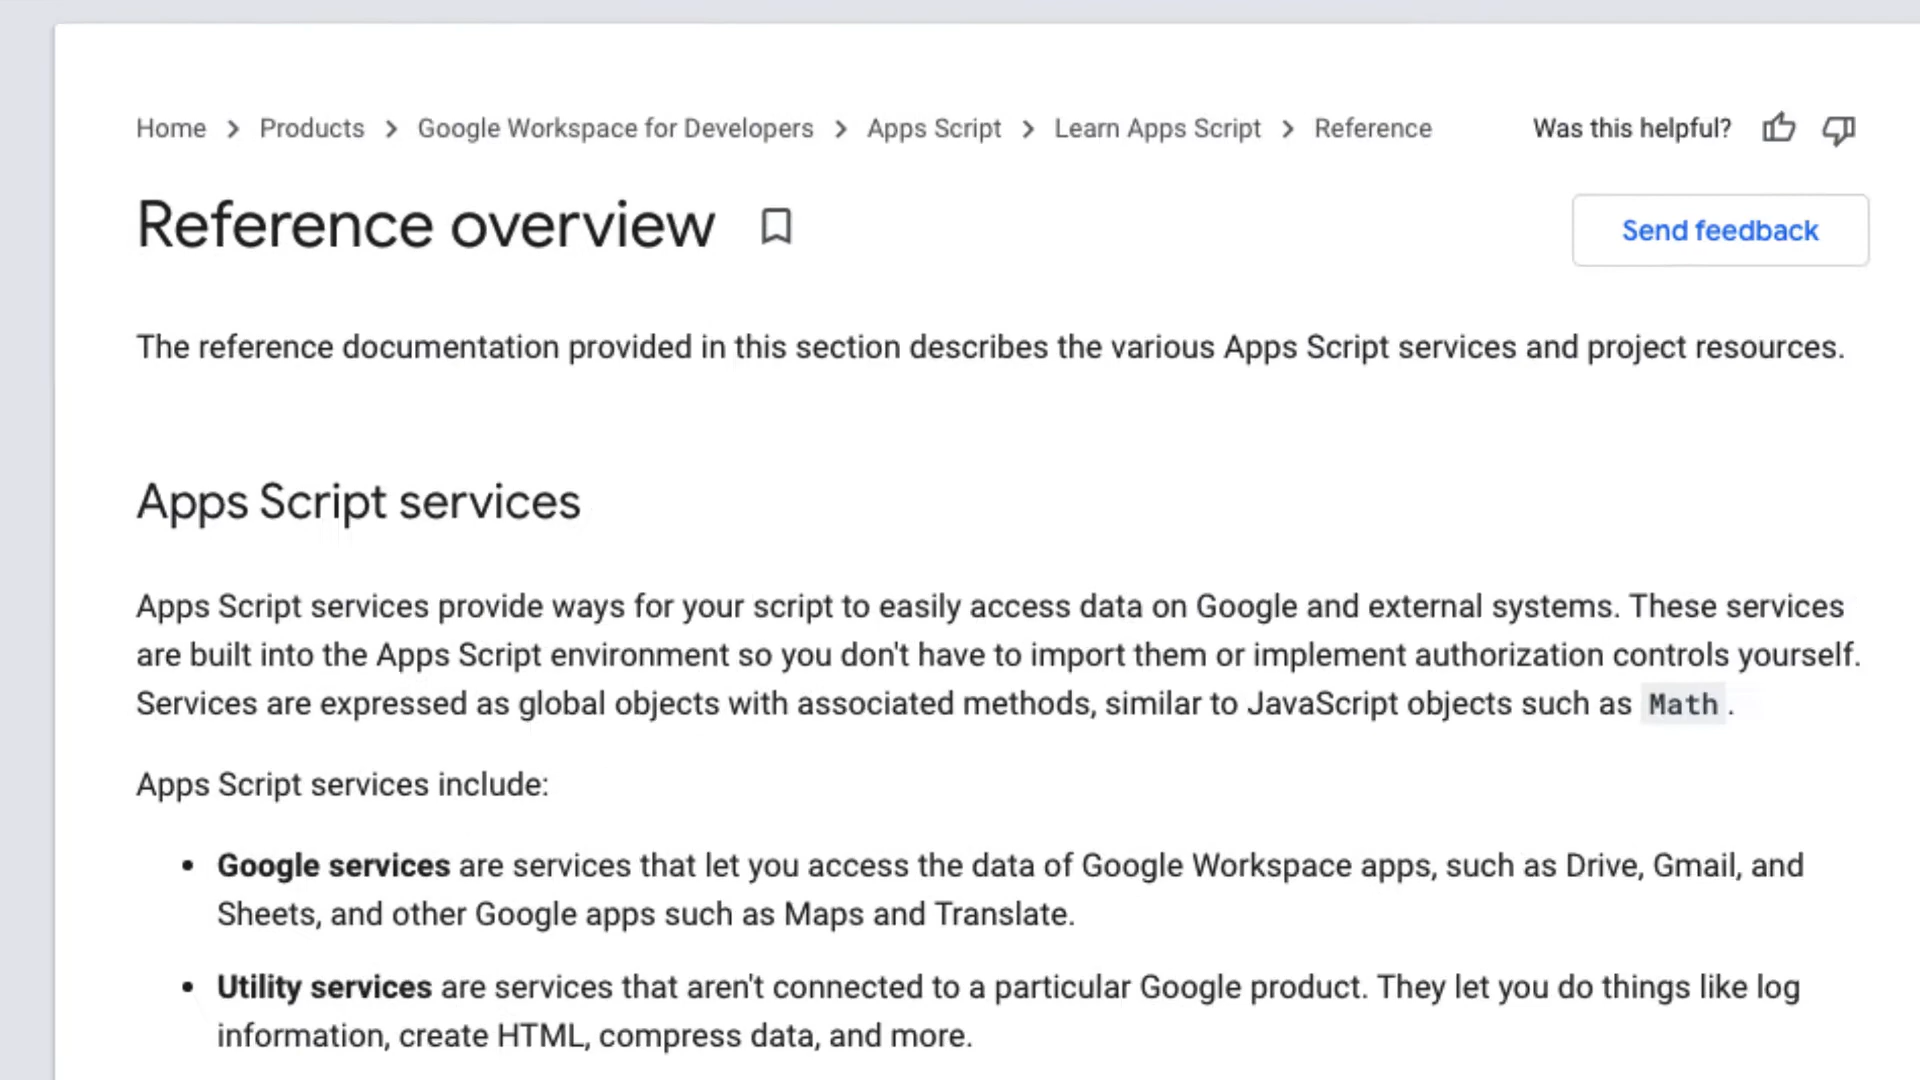 Home > Products > Google Workspace for Developers > Apps Script > Learn Apps Script > Reference
Was this helpful?
Reference overview
Send feedback
The reference documentation provided in this section describes the various Apps Script services and project resources.
Apps Script services
Apps Script services provide ways for your script to easily access data on Google and external systems. These services
are built into the Apps Script environment so you don't have to import them or implement authorization controls yourself.
Services are expressed as global objects with associated methods, similar to JavaScript objects such as Math.
Apps Script services include:
• Google services are services that let you access the data of Google Workspace apps, such as Drive, Gmail, and
Sheets, and other Google apps such as Maps and Translate.
• Utility services are services that aren't connected to a particular Google product. They let you do things like log
information, create HTML, compress data, and more.